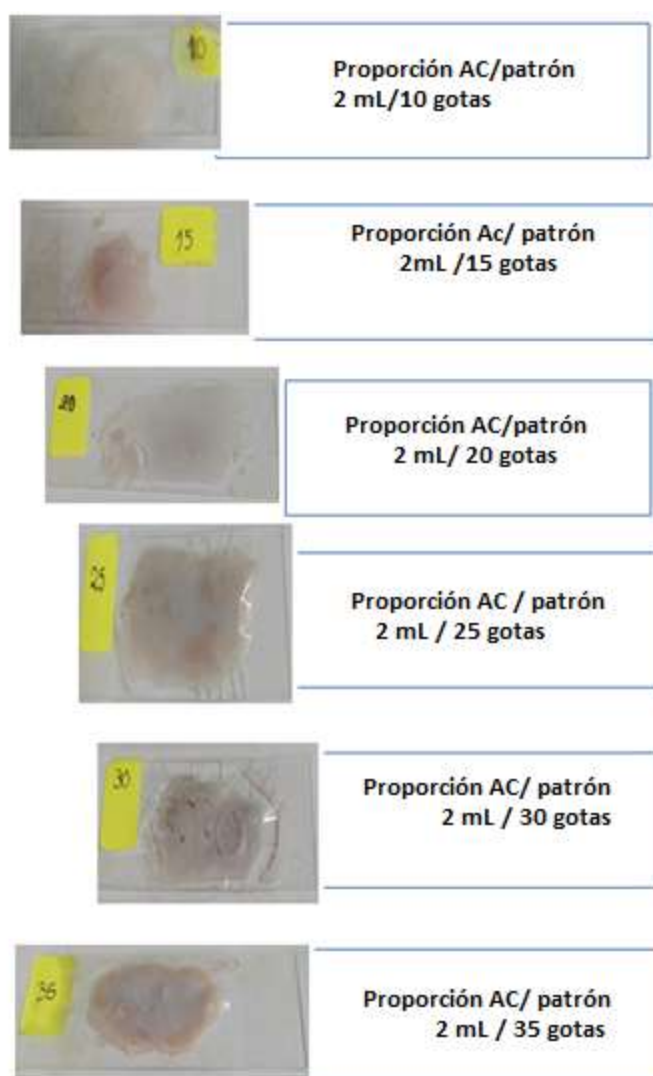 10
Proporción AC/patrón
2 mL/10 gotas
15
Proporción Ac/ patrón
2mL /15 gotas
20
Proporción AC/patrón
2 mL/ 20 gotas
25
Proporción AC / patrón
2 mL / 25 gotas
30
Proporción AC/ patrón
2 mL / 30 gotas
35
Proporción AC/ patrón
2 mL / 35 gotas